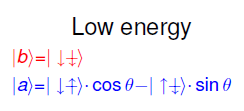 Low energy
|b⟩=|↓⇟⟩
|a⟩=|↓⇞⟩·cos θ−|↑⇟⟩·sin θ